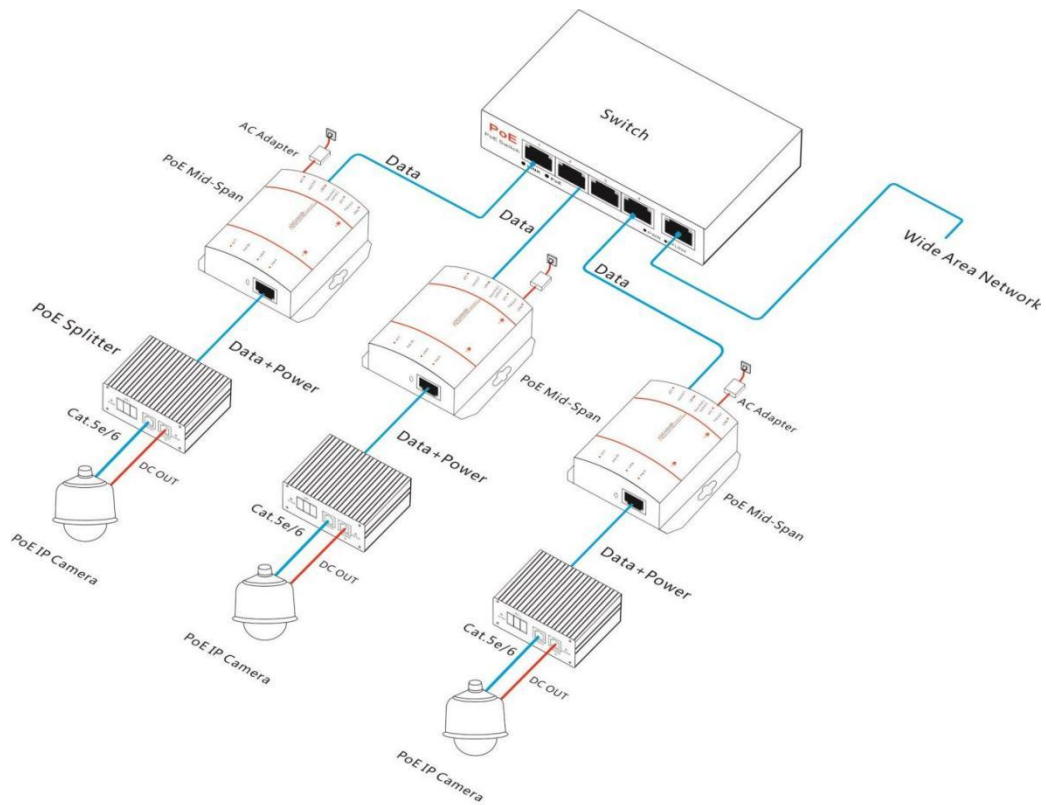 Switch
PoE
PoE Switch
AC Adapter
PoE Mid-Span
Data
Data
Data
Wide Area Network
PoE Splitter
Data+Power
PoE Mid-Span
AC Adapter
Cat.5e/6
DC OUT
Data+Power
PoE Mid-Span
PoE IP Camera
Cat.5e/6
DC OUT
Data+Power
PoE IP Camera
Cat.5e/6
DC OUT
PoE IP Camera